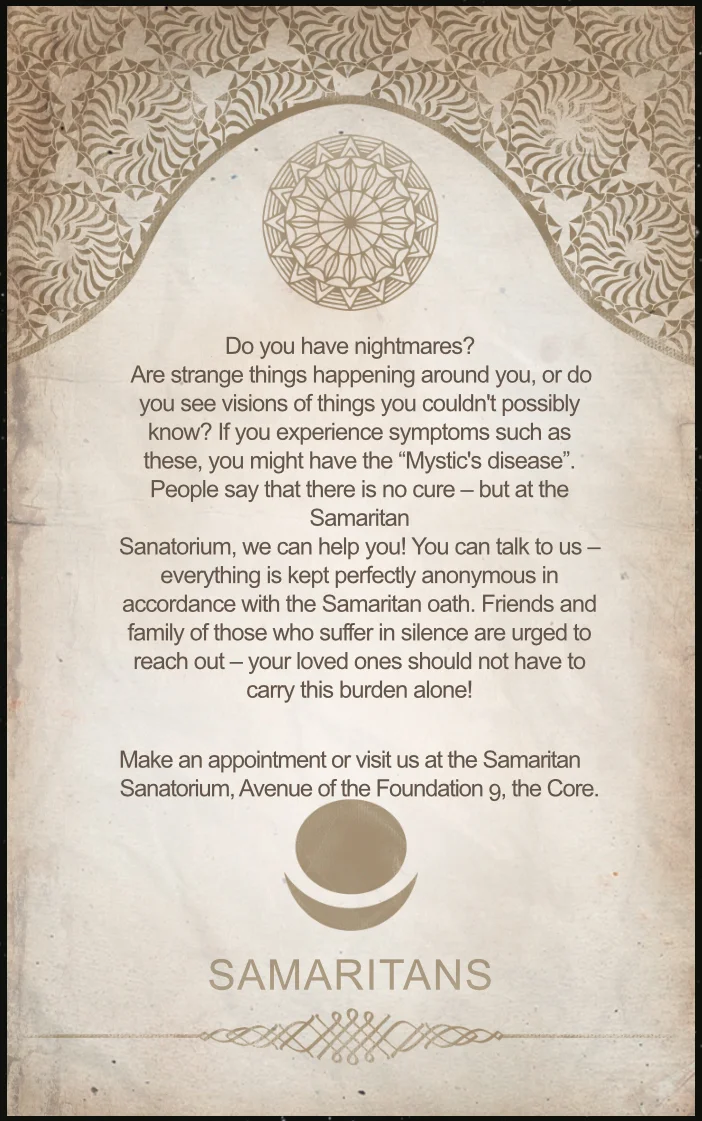 Do you have nightmares?
Are strange things happening around you, or do
you see visions of things you couldn't possibly
know? If you experience symptoms such as
these, you might have the “Mystic's disease”.
People say that there is no cure – but at the
Samaritan
Sanatorium, we can help you! You can talk to us –
everything is kept perfectly anonymous in
accordance with the Samaritan oath. Friends and
family of those who suffer in silence are urged to
reach out – your loved ones should not have to
carry this burden alone!
Make an appointment or visit us at the Samaritan
Sanatorium, Avenue of the Foundation 9, the Core.
SAMARITANS